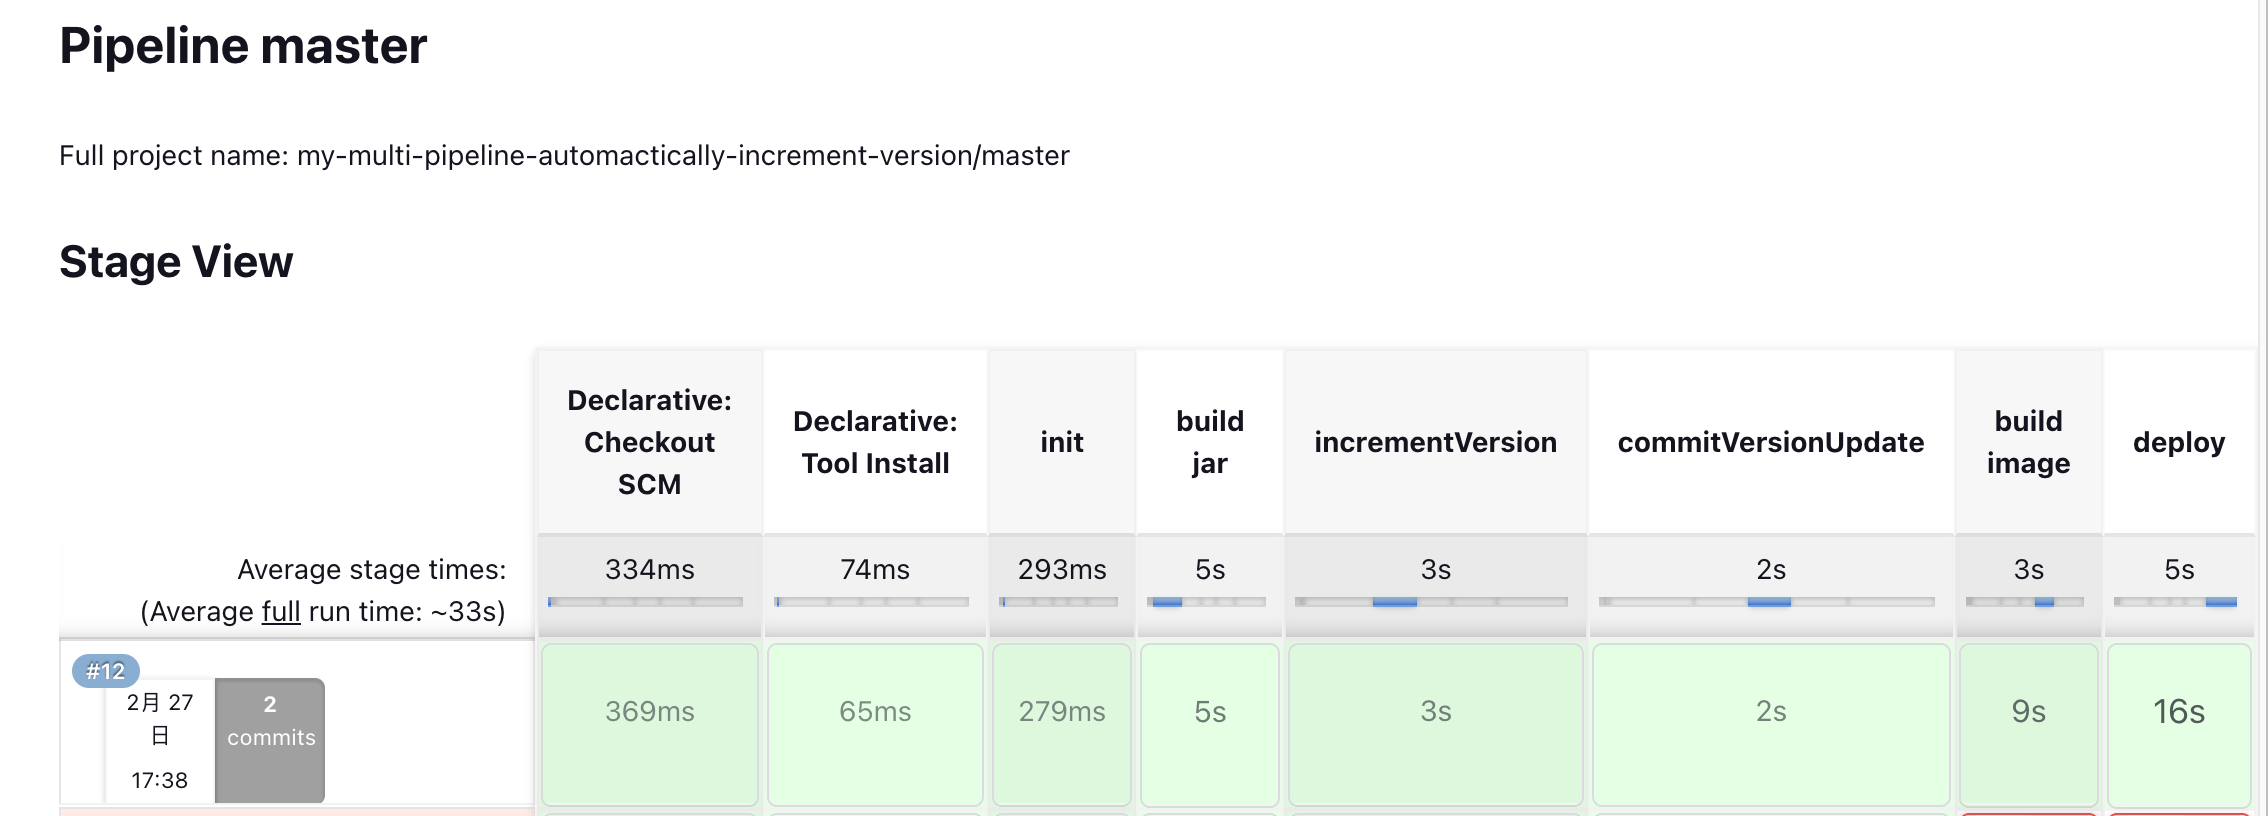 Pipeline master
Full project name: my-multi-pipeline-automactically-increment-version/master
Stage View
Declarative:
Checkout
SCM
Declarative:
Tool Install
init
build
jar
incrementVersion
commitVersionUpdate
build
image
deploy
Average stage times:
(Average full run time: ~33s)
334ms
74ms
293ms
5s
3s
2s
3s
5s
#12
2月 27
日
17:38
2
commits
369ms
65ms
279ms
5s
3s
2s
9s
16s